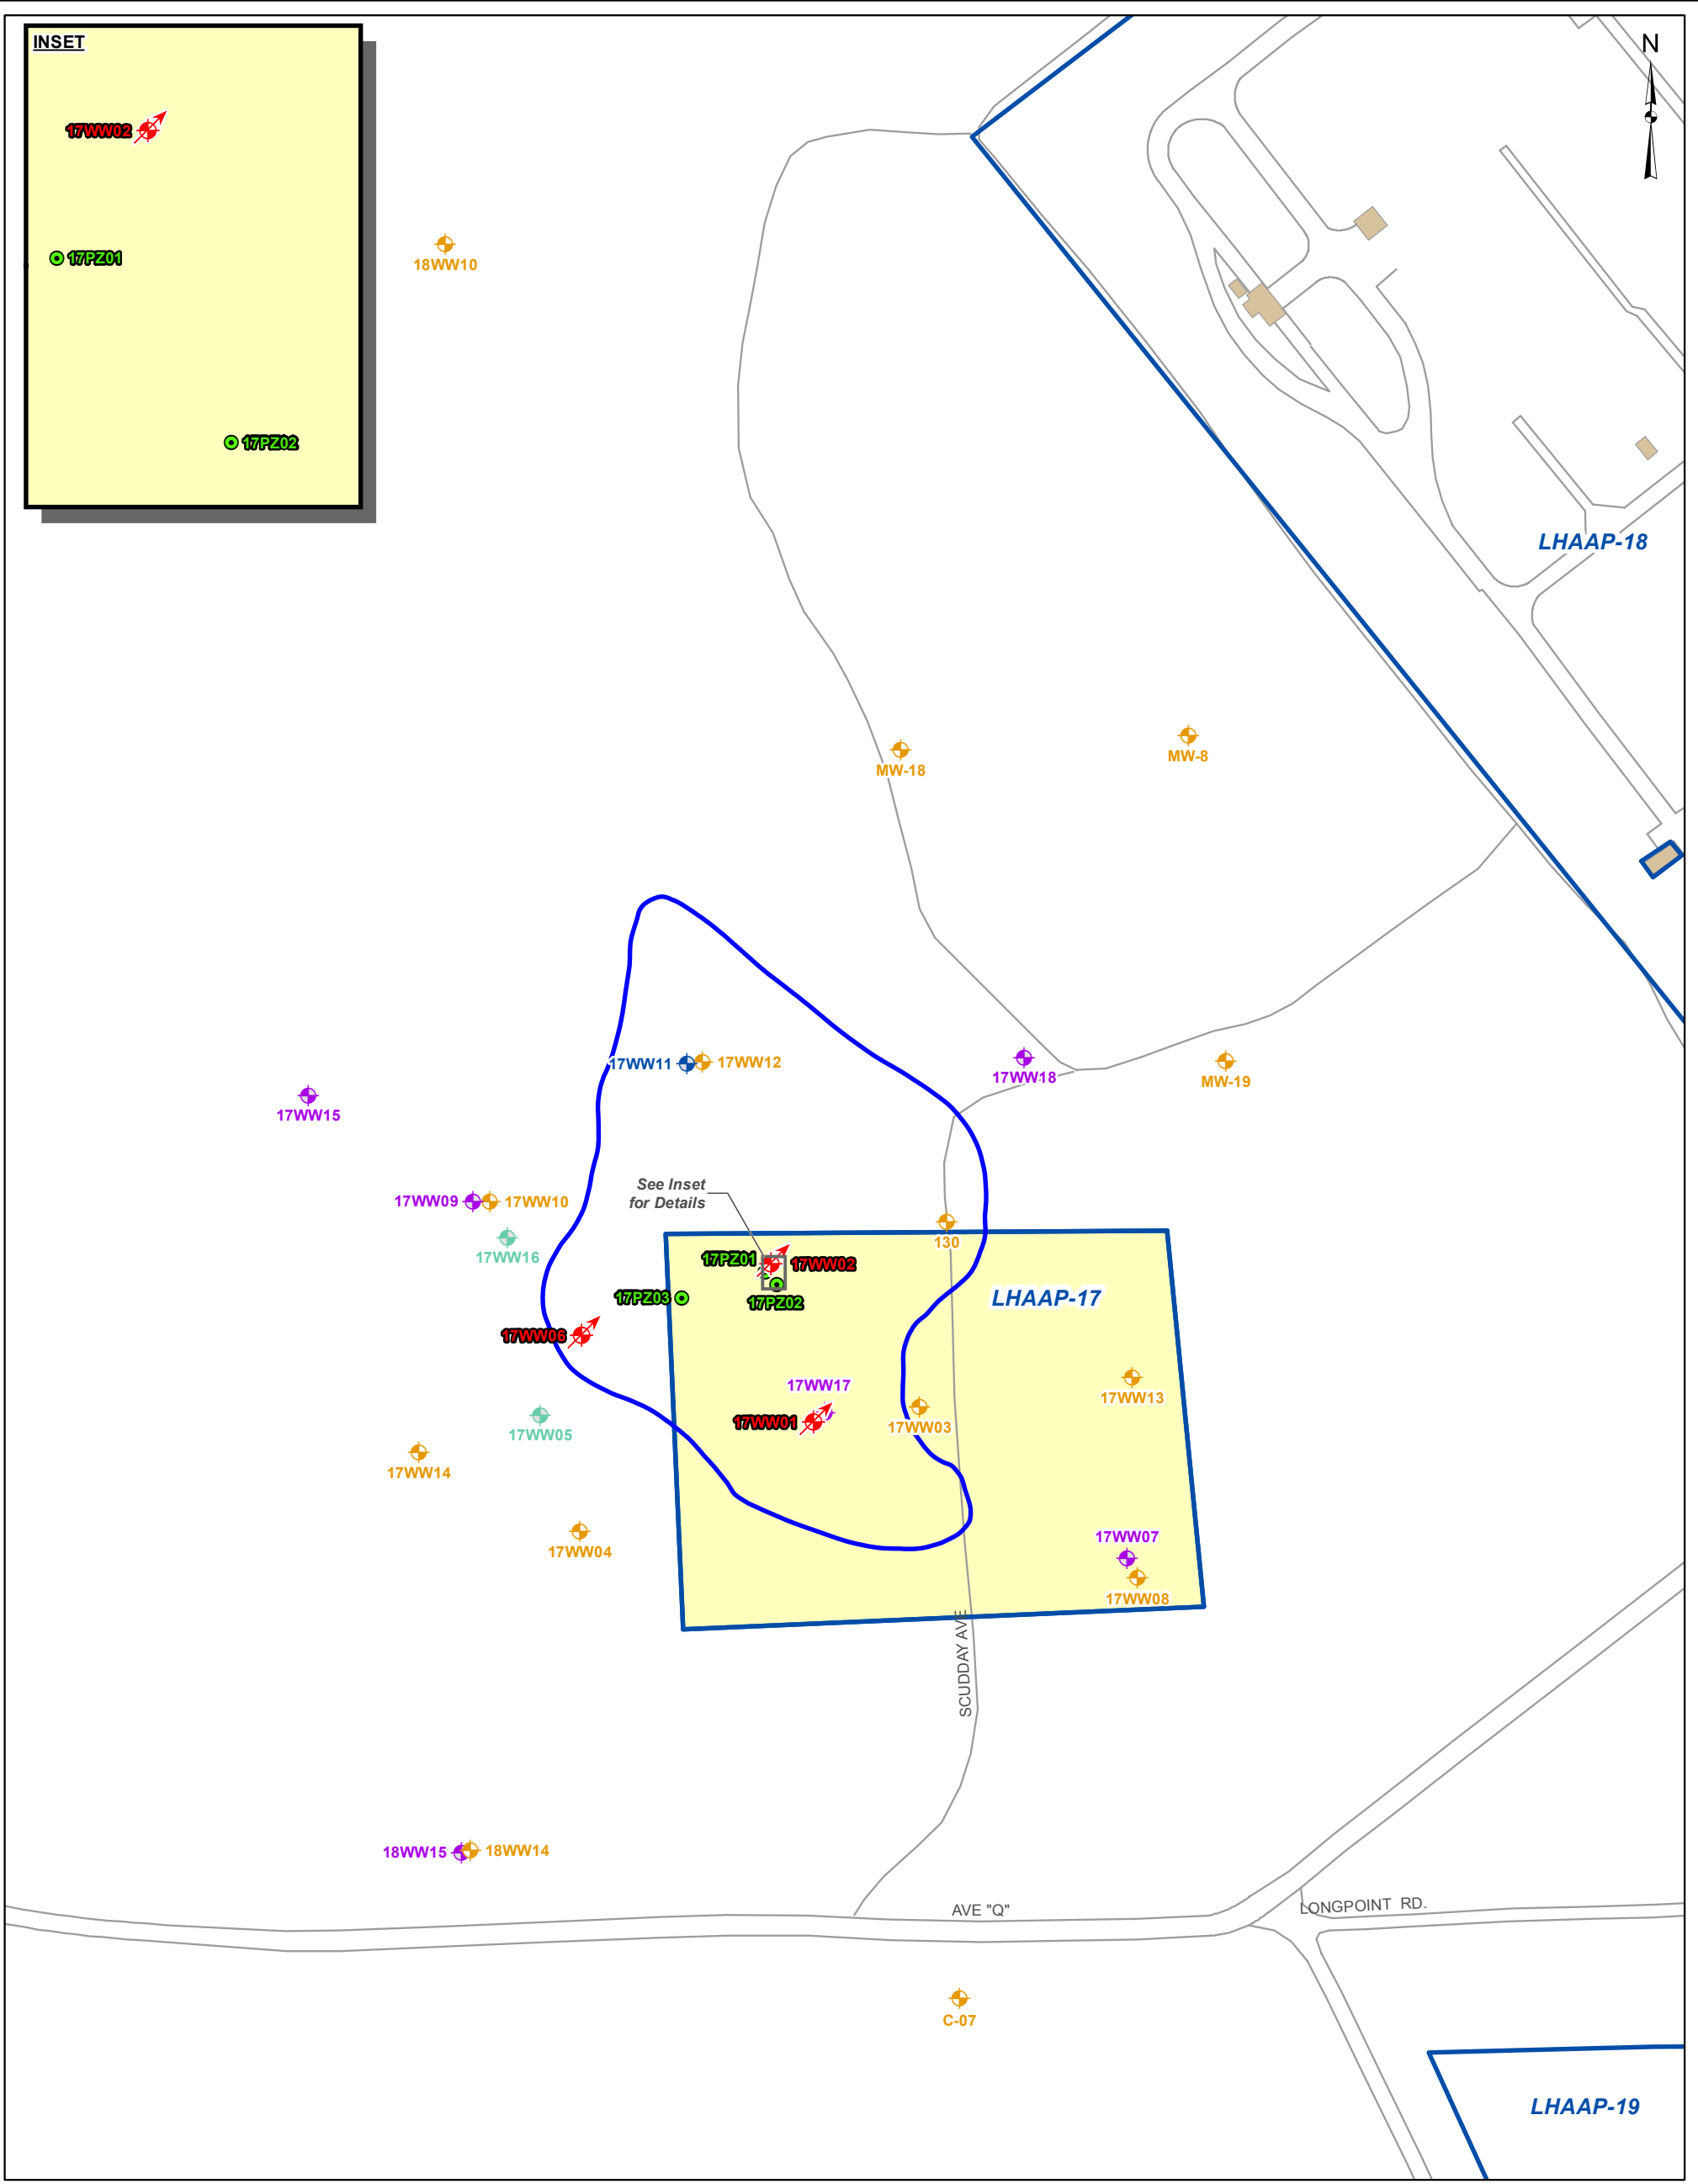 INSET
N
17WW02
17PZ01
18WW10
17PZ02
LHAAP-18
MW-8
MW-18
17WW11
17WW12
17WW18
MW-19
17WW15
See Inset
for Details
17WW09
17WW10
130
17WW16
17PZ01
17WW02
17PZ03
17PZ02
LHAAP-17
17WW06
17WW17
17WW13
17WW01
17WW03
17WW05
17WW14
17WW07
17WW04
17WW08
SCUDDAY AVE
18WW15
18WW14
AVE "Q"
LONGPOINT RD.
C-07
LHAAP-19